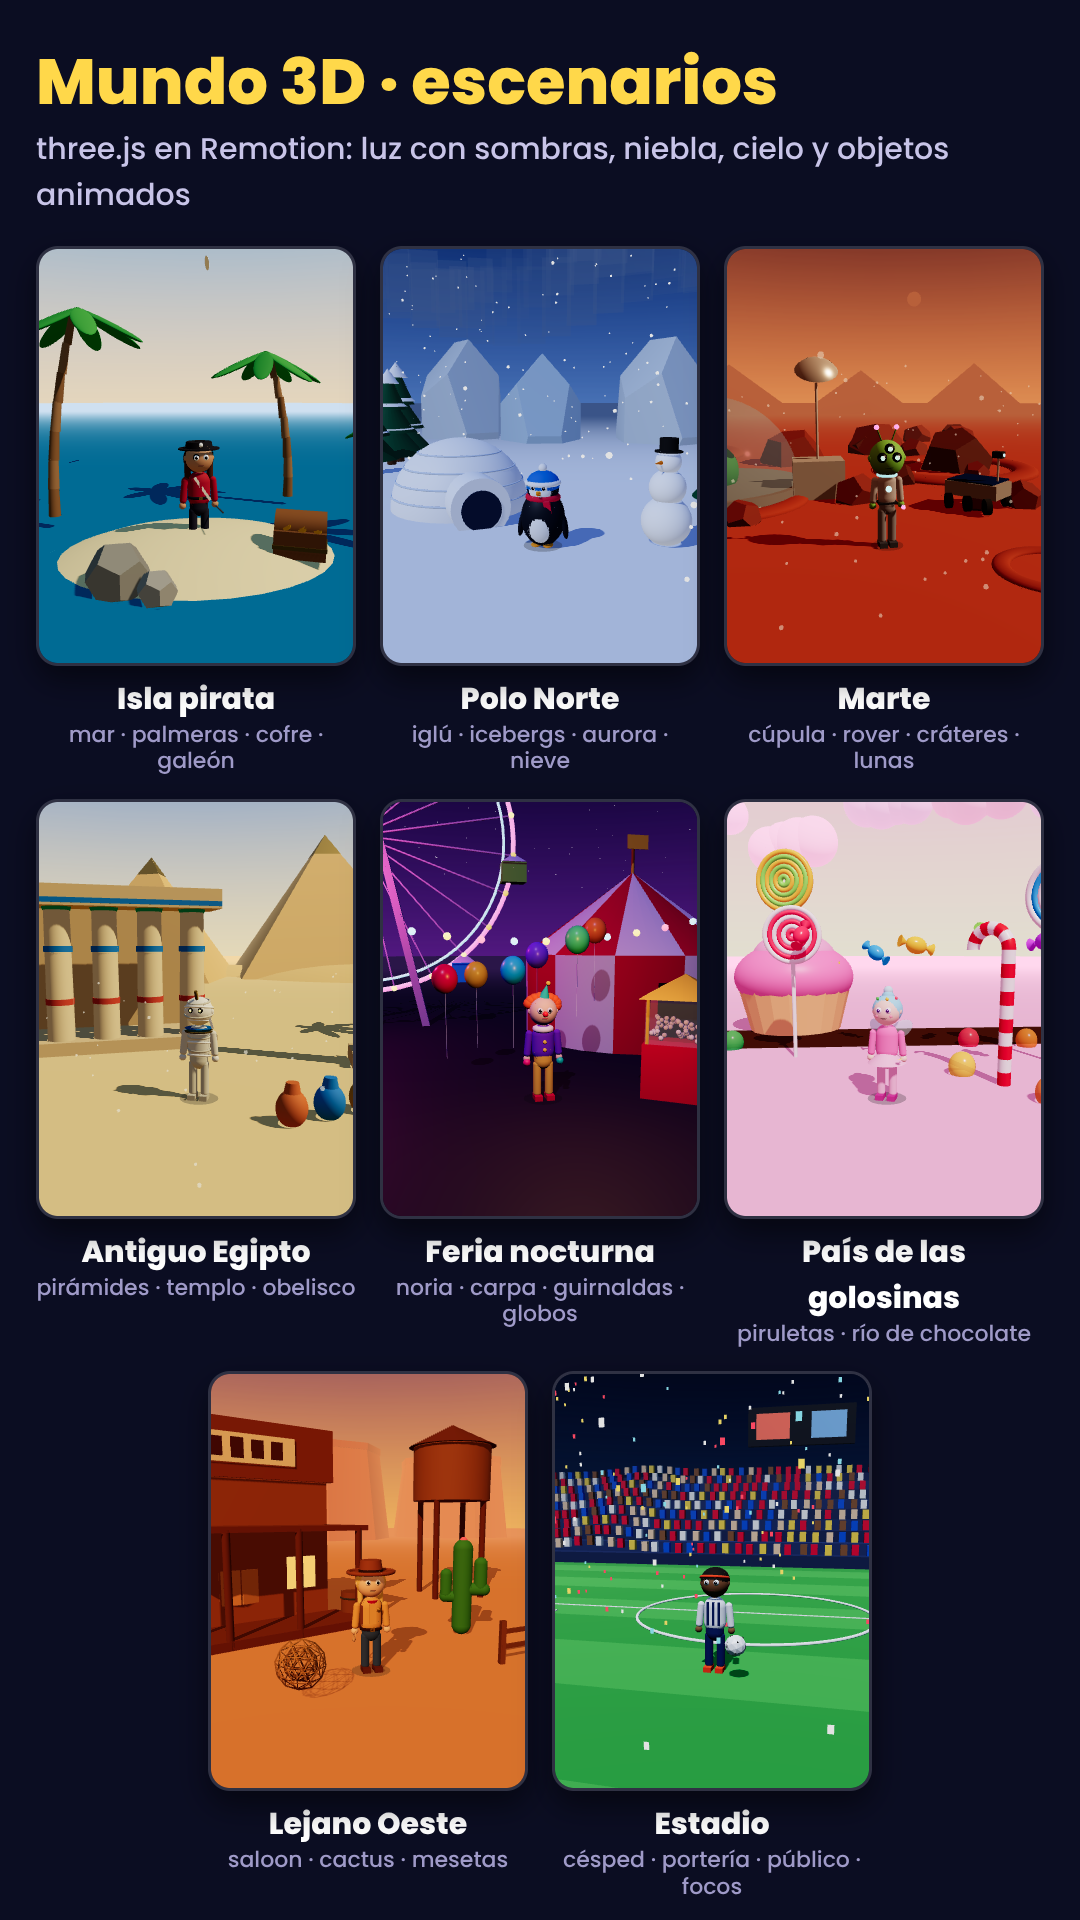 Mundo 3D · escenarios
three.js en Remotion: luz con sombras, niebla, cielo y objetos
animados
Isla pirata
mar · palmeras · cofre ·
galeón
Polo Norte
iglú · icebergs · aurora ·
nieve
Marte
cúpula · rover · cráteres ·
lunas
Antiguo Egipto
pirámides · templo · obelisco
Feria nocturna
noria · carpa · guirnaldas ·
globos
País de las
golosinas
piruletas · río de chocolate
Lejano Oeste
saloon · cactus · mesetas
Estadio
césped · portería · público ·
focos